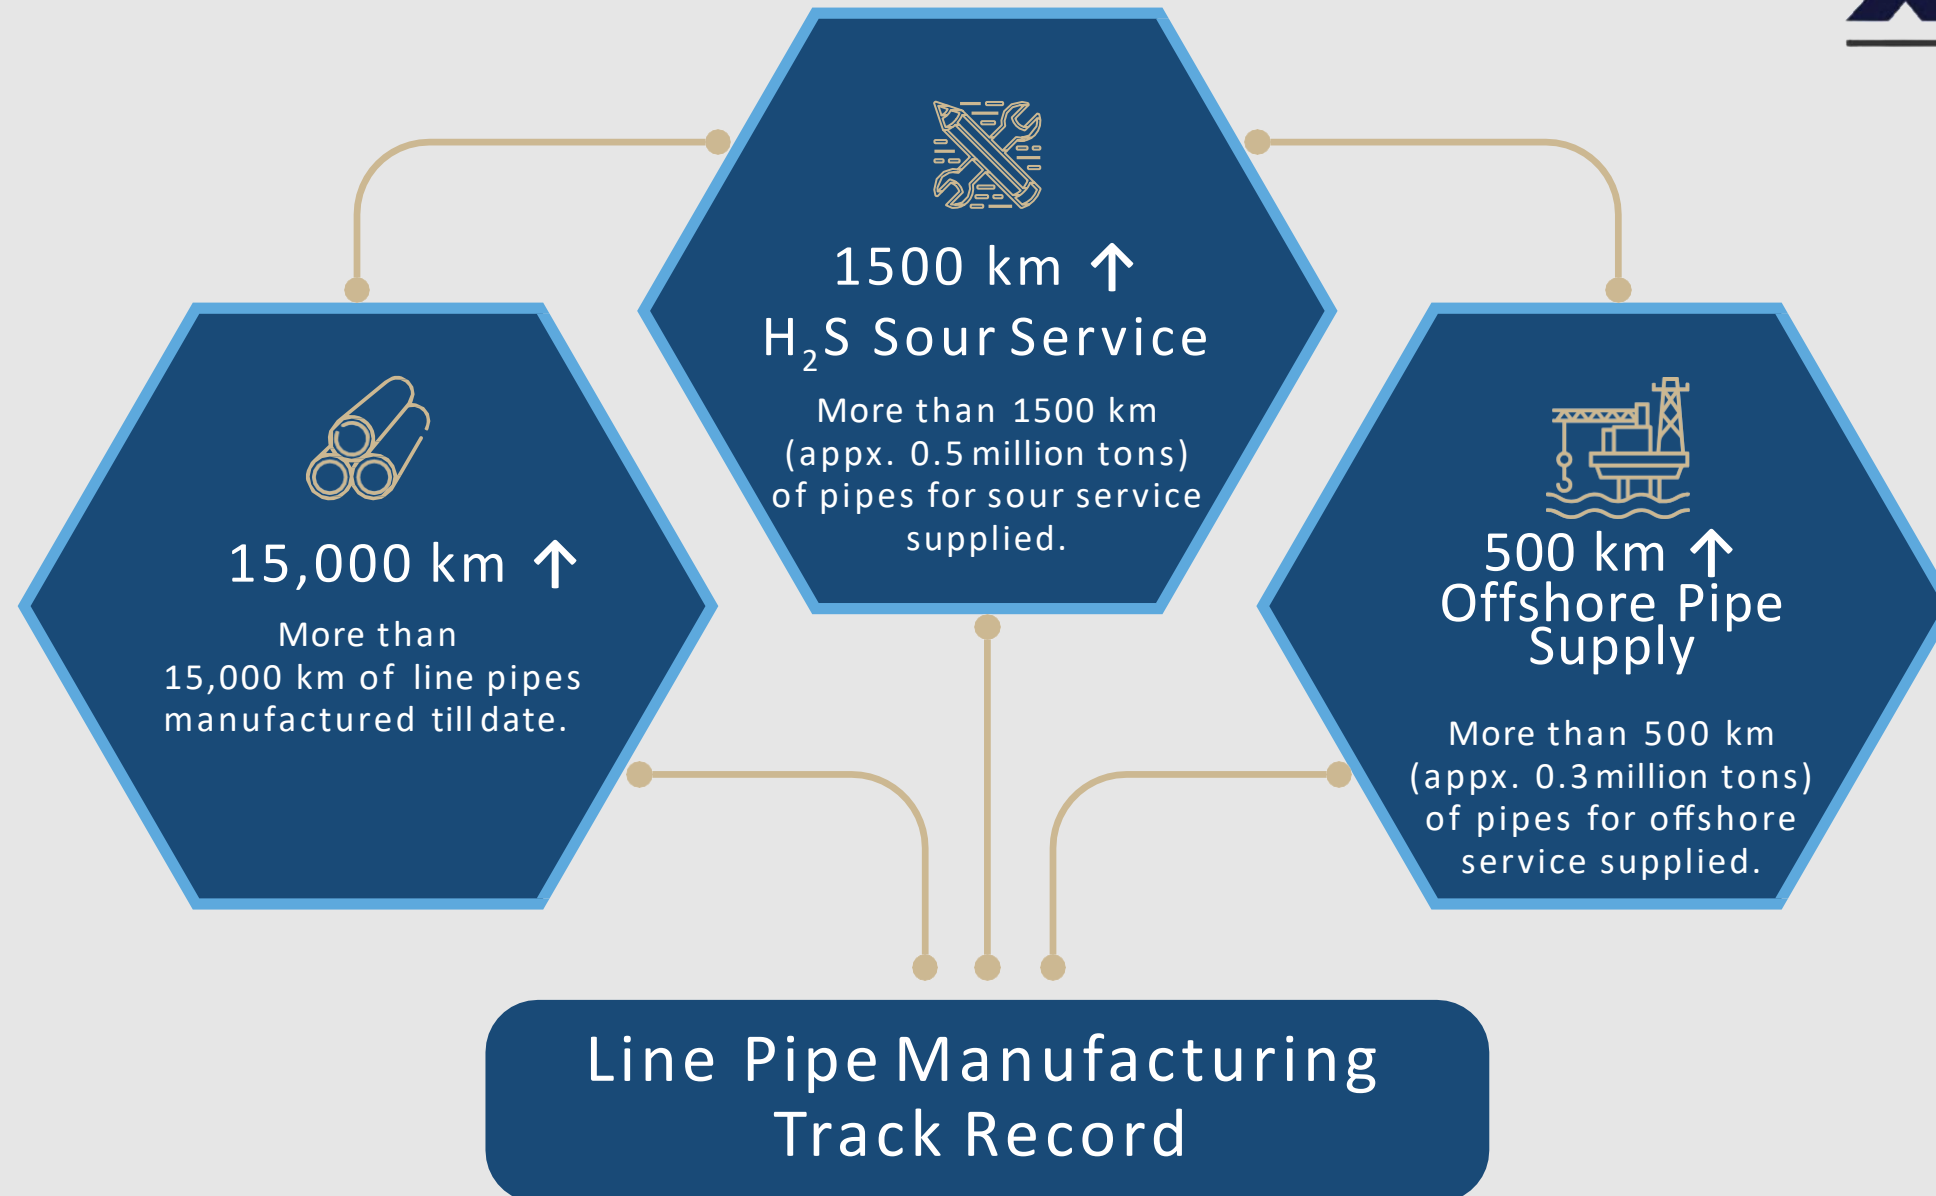 1500 km ↑
H₂S Sour Service
More than 1500 km
(appx. 0.5 million tons)
of pipes for sour service
supplied.
15,000 km ↑
More than
15,000 km of line pipes
manufactured till date.
500 km ↑
Offshore Pipe
Supply
More than 500 km
(appx. 0.3 million tons)
of pipes for offshore
service supplied.
Line Pipe Manufacturing
Track Record